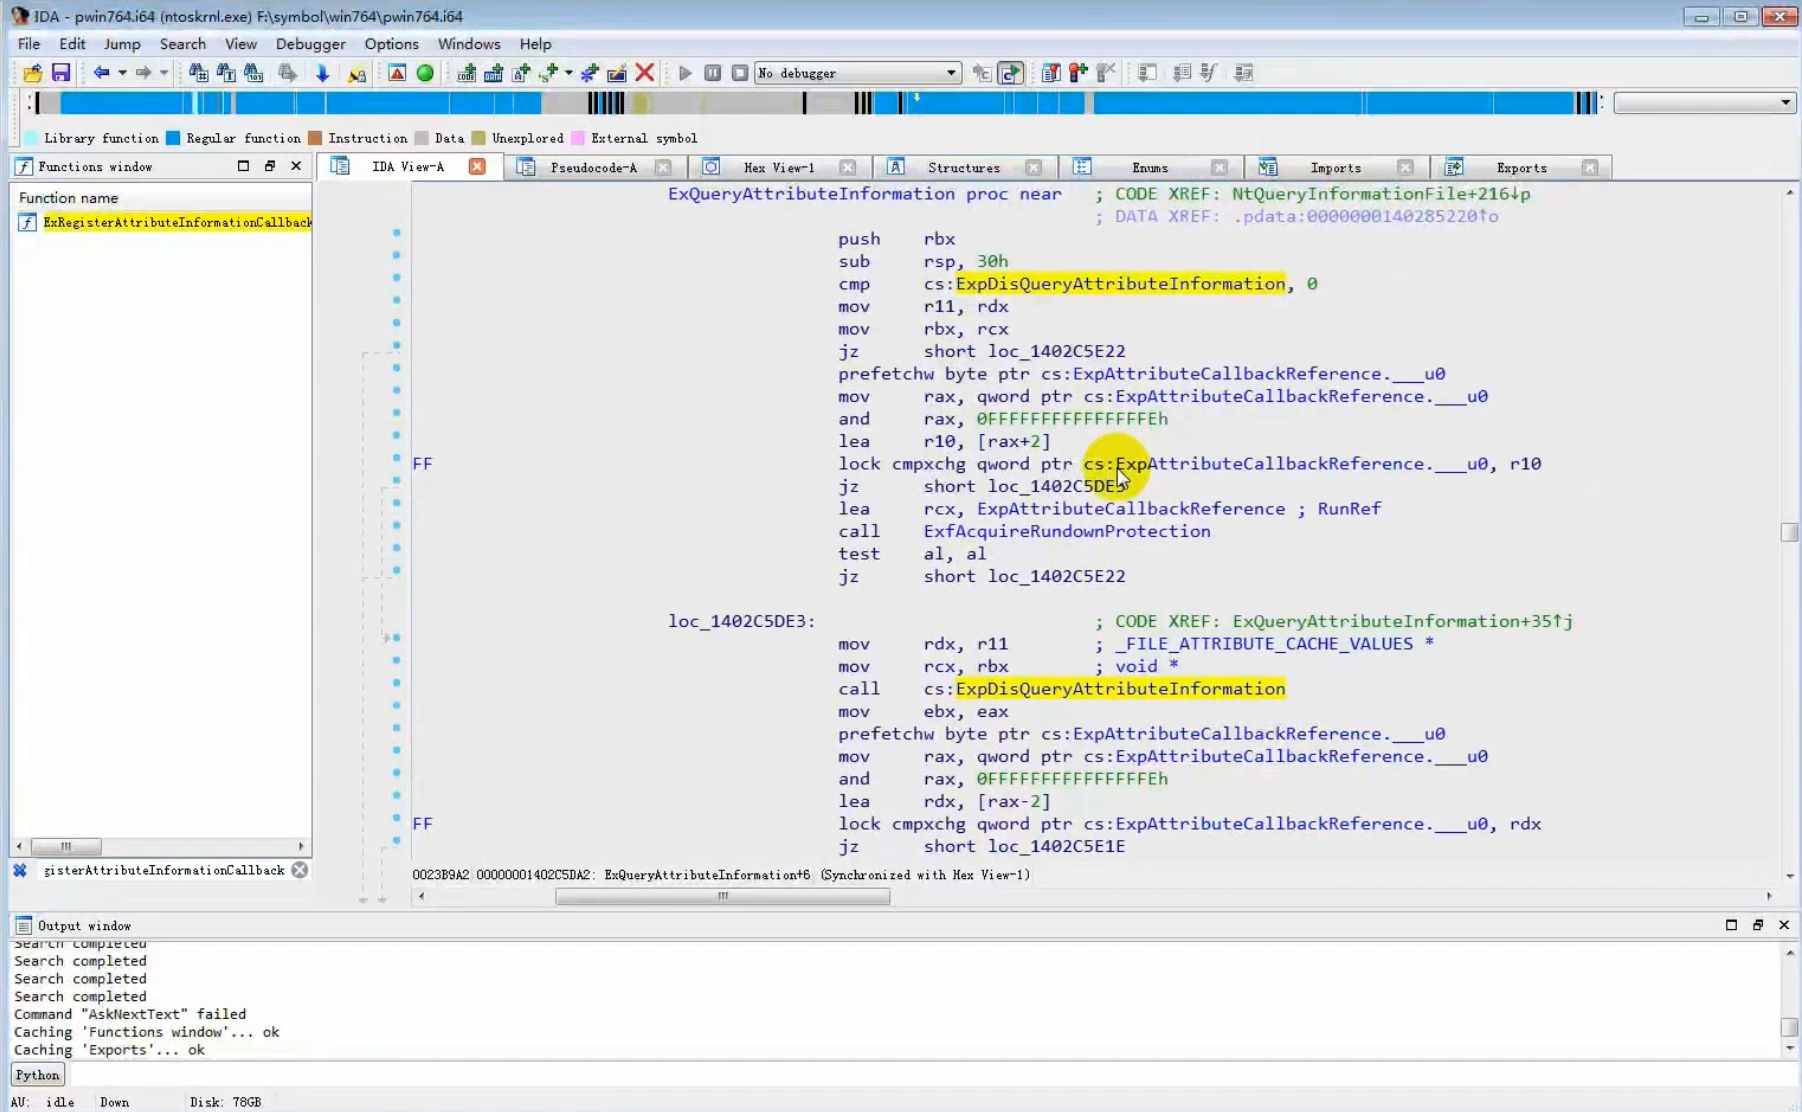 IDA - pwin764.i64 (ntoskrnl.exe) F:\symbol\win764\pwin764.i64
File Edit Jump Search View Debugger Options Windows Help
No debugger
Library function Regular function Instruction Data Unexplored External symbol
Functions window
IDA View-A Pseudocode-A Hex View-1 Structures Enums Imports Exports
Function name
ExRegisterAttributeInformationCallback
ExQueryAttributeInformation proc near ; CODE XREF: NtQueryInformationFile+216↓p
; DATA XREF: .pdata:0000000140285220↑o
push rbx
sub rsp, 30h
cmp cs:ExpDisQueryAttributeInformation, 0
mov r11, rdx
mov rbx, rcx
jz short loc_1402C5E22
prefetchw byte ptr cs:ExpAttributeCallbackReference.___u0
mov rax, qword ptr cs:ExpAttributeCallbackReference.___u0
and rax, 0FFFFFFFFFFFFFFFEh
lea r10, [rax+2]
FF lock cmpxchg qword ptr cs:ExpAttributeCallbackReference.___u0, r10
jz short loc_1402C5DE3
lea rcx, ExpAttributeCallbackReference ; RunRef
call ExfAcquireRundownProtection
test al, al
jz short loc_1402C5E22
loc_1402C5DE3: ; CODE XREF: ExQueryAttributeInformation+35↑j
mov rdx, r11 ; _FILE_ATTRIBUTE_CACHE_VALUES *
mov rcx, rbx ; void *
call cs:ExpDisQueryAttributeInformation
mov ebx, eax
prefetchw byte ptr cs:ExpAttributeCallbackReference.___u0
mov rax, qword ptr cs:ExpAttributeCallbackReference.___u0
and rax, 0FFFFFFFFFFFFFFFEh
lea rdx, [rax-2]
FF lock cmpxchg qword ptr cs:ExpAttributeCallbackReference.___u0, rdx
jz short loc_1402C5E1E
gisterAttributeInformationCallback
0023B9A2 00000001402C5DA2: ExQueryAttributeInformation+6 (Synchronized with Hex View-1)
Output window
Search completed
Search completed
Search completed
Search completed
Command "AskNextText" failed
Caching 'Functions window'... ok
Caching 'Exports'... ok
Python
AU: idle Down Disk: 78GB